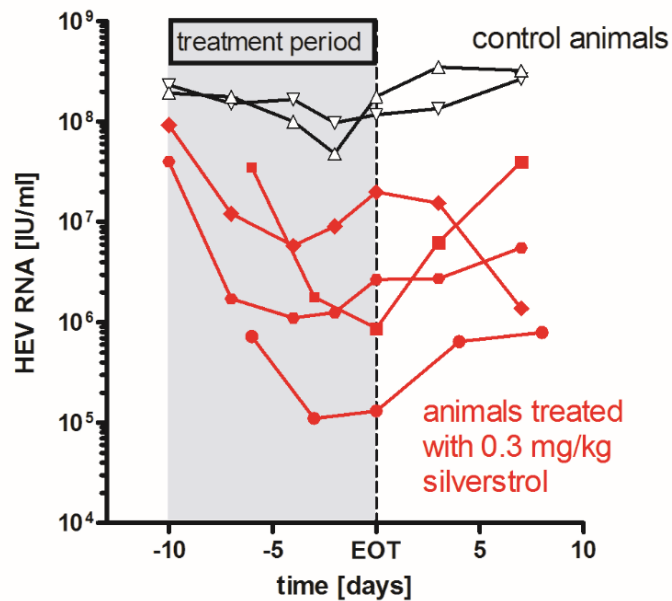 10⁹
treatment period
control animals
10⁸
10⁷
HEV RNA [IU/ml]
10⁶
animals treated
with 0.3 mg/kg
silverstrol
10⁵
10⁴
-10 -5 EOT 5 10
time [days]